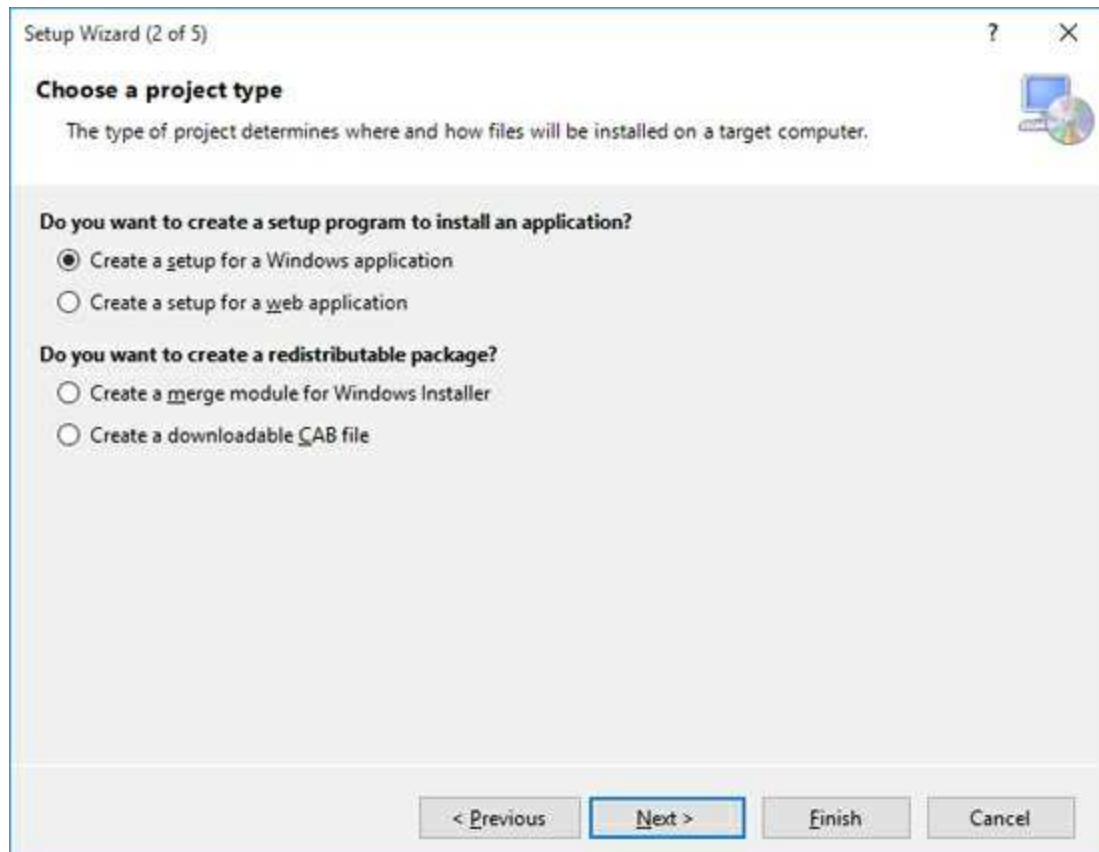 Setup Wizard (2 of 5)
?
Choose a project type
The type of project determines where and how files will be installed on a target computer.
Do you want to create a setup program to install an application?
Create a setup for a Windows application
Create a setup for a web application
Do you want to create a redistributable package?
Create a merge module for Windows Installer
Create a downloadable CAB file
< Previous Next > Finish Cancel